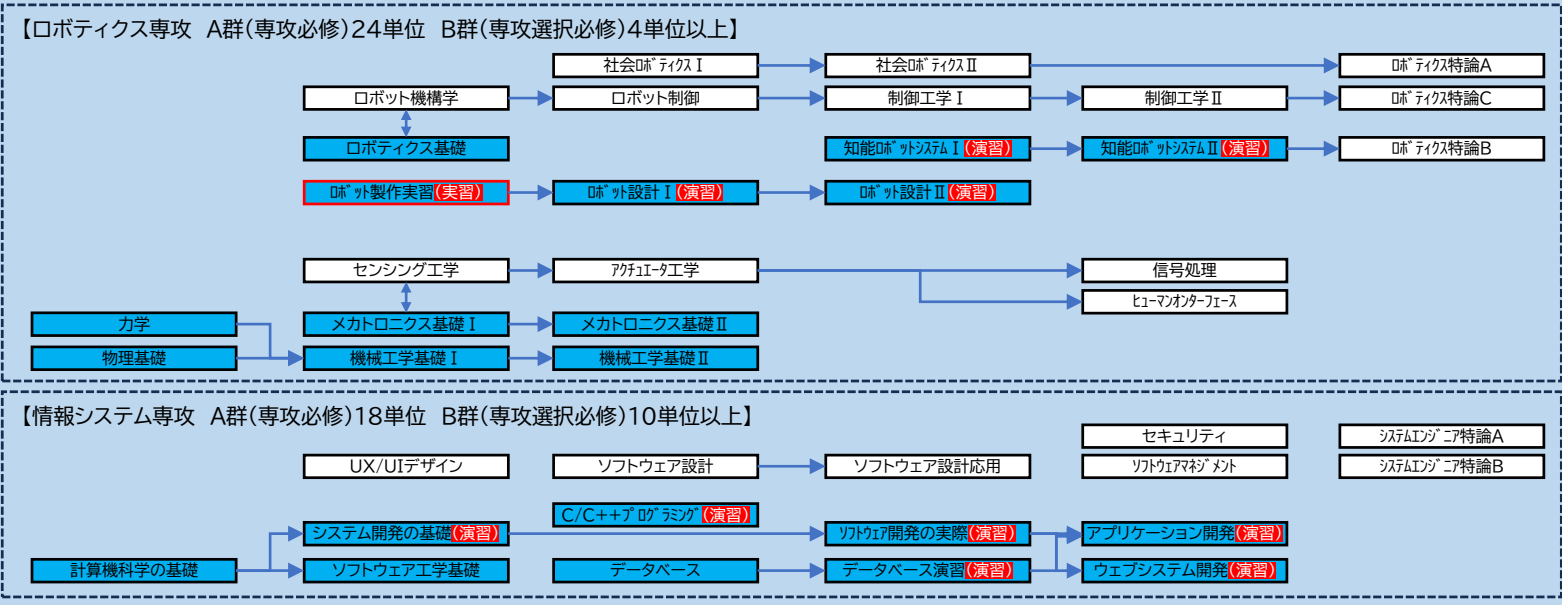 【ロボティクス専攻 A群(専攻必修)24単位 B群(専攻選択必修)4単位以上】
社会ﾛﾎﾞﾃｨｸｽⅠ 社会ﾛﾎﾞﾃｨｸｽⅡ ﾛﾎﾞﾃｨｸｽ特論A
ロボット機構学 ロボット制御 制御工学Ⅰ 制御工学Ⅱ ﾛﾎﾞﾃｨｸｽ特論C
ロボティクス基礎 知能ﾛﾎﾞｯﾄｼｽﾃﾑⅠ(演習) 知能ﾛﾎﾞｯﾄｼｽﾃﾑⅡ(演習) ﾛﾎﾞﾃｨｸｽ特論B
ﾛﾎﾞｯﾄ製作実習(実習) ﾛﾎﾞｯﾄ設計Ⅰ(演習) ﾛﾎﾞｯﾄ設計Ⅱ(演習)
センシング工学 ｱｸﾁｭｴｰﾀ工学 信号処理
ﾋｭｰﾏﾝｵﾝﾀｰﾌｪｰｽ
力学 メカトロニクス基礎Ⅰ メカトロニクス基礎Ⅱ
物理基礎 機械工学基礎Ⅰ 機械工学基礎Ⅱ
【情報システム専攻 A群(専攻必修)18単位 B群(専攻選択必修)10単位以上】
セキュリティ ｼｽﾃﾑｴﾝｼﾞﾆｱ特論A
UX/UIデザイン ソフトウェア設計 ソフトウェア設計応用 ｿﾌﾄｳｪｱﾏﾈｼﾞﾒﾝﾄ ｼｽﾃﾑｴﾝｼﾞﾆｱ特論B
C/C++ﾌﾟﾛｸﾞﾗﾐﾝｸﾞ(演習)
システム開発の基礎(演習) ｿﾌﾄｳｪｱ開発の実際(演習) アプリケーション開発(演習)
計算機科学の基礎 ソフトウェア工学基礎 データベース データベース演習(演習) ウェブシステム開発(演習)